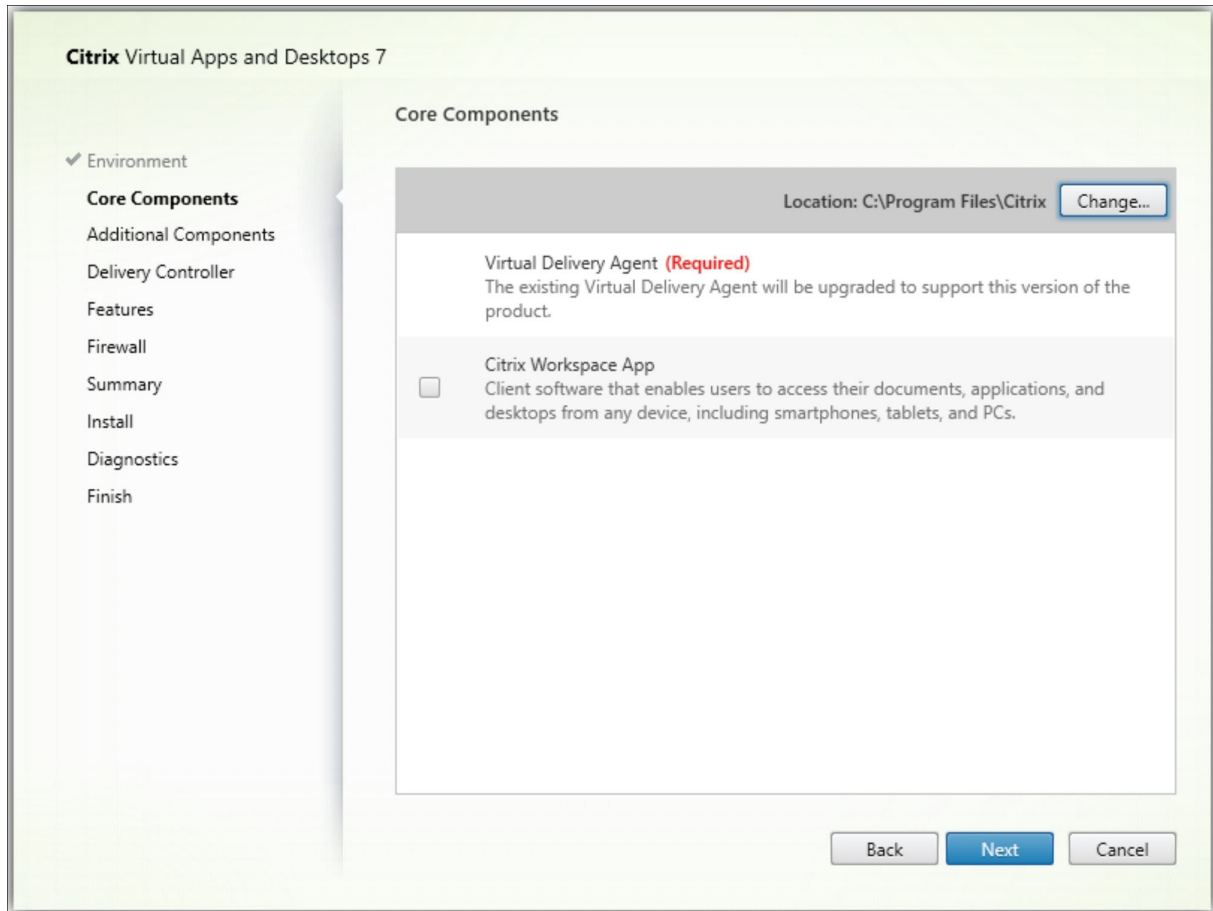 Citrix Virtual Apps and Desktops 7
Core Components
Environment
Core Components
Additional Components
Delivery Controller
Features
Firewall
Summary
Install
Diagnostics
Finish
Location: C:\Program Files\Citrix
Change...
Virtual Delivery Agent (Required)
The existing Virtual Delivery Agent will be upgraded to support this version of the
product.
Citrix Workspace App
Client software that enables users to access their documents, applications, and
desktops from any device, including smartphones, tablets, and PCs.
Back
Next
Cancel